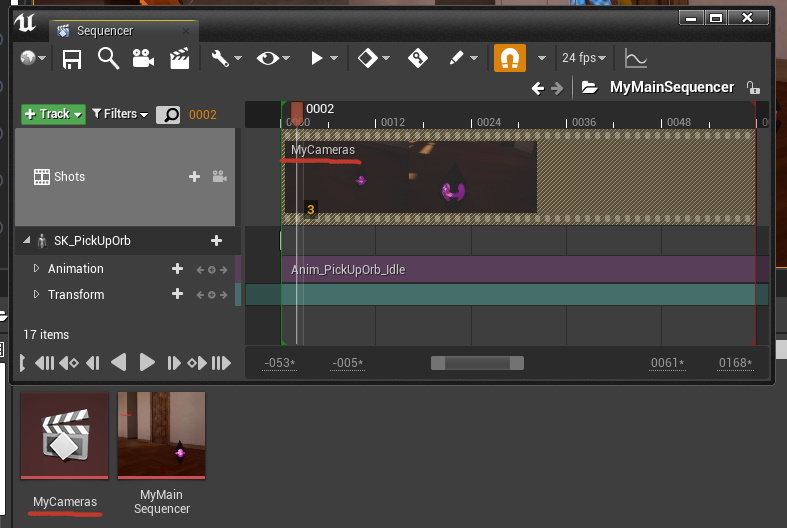 Sequencer
24 fps
MyMainSequencer
Track
Filters
0002
0002
0000
0012
0024
0036
0048
Shots
MyCameras
3
SK_PickUpOrb
Animation
Anim_PickUpOrb_Idle
Transform
17 items
-053*
-005*
0061*
0168*
MyCameras
MyMain
Sequencer